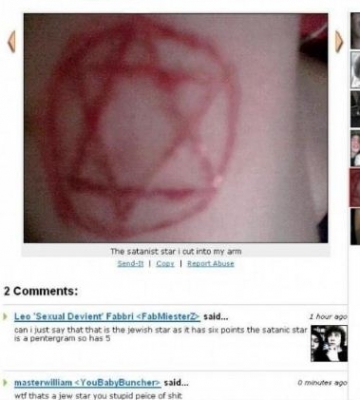 The satanist star i cut into my arm
Send-It | Copy | Report Abuse
2 Comments:
Leo 'Sexual Devient' Fabbri <FabMiesterZ> said... 1 hour ago
can i just say that that is the jewish star as it has six points the satanic star
is a pentergram so has 5
masterwilliam <YouBabyBuncher> said... 0 minutes ago
wtf thats a jew star you stupid peice of shit